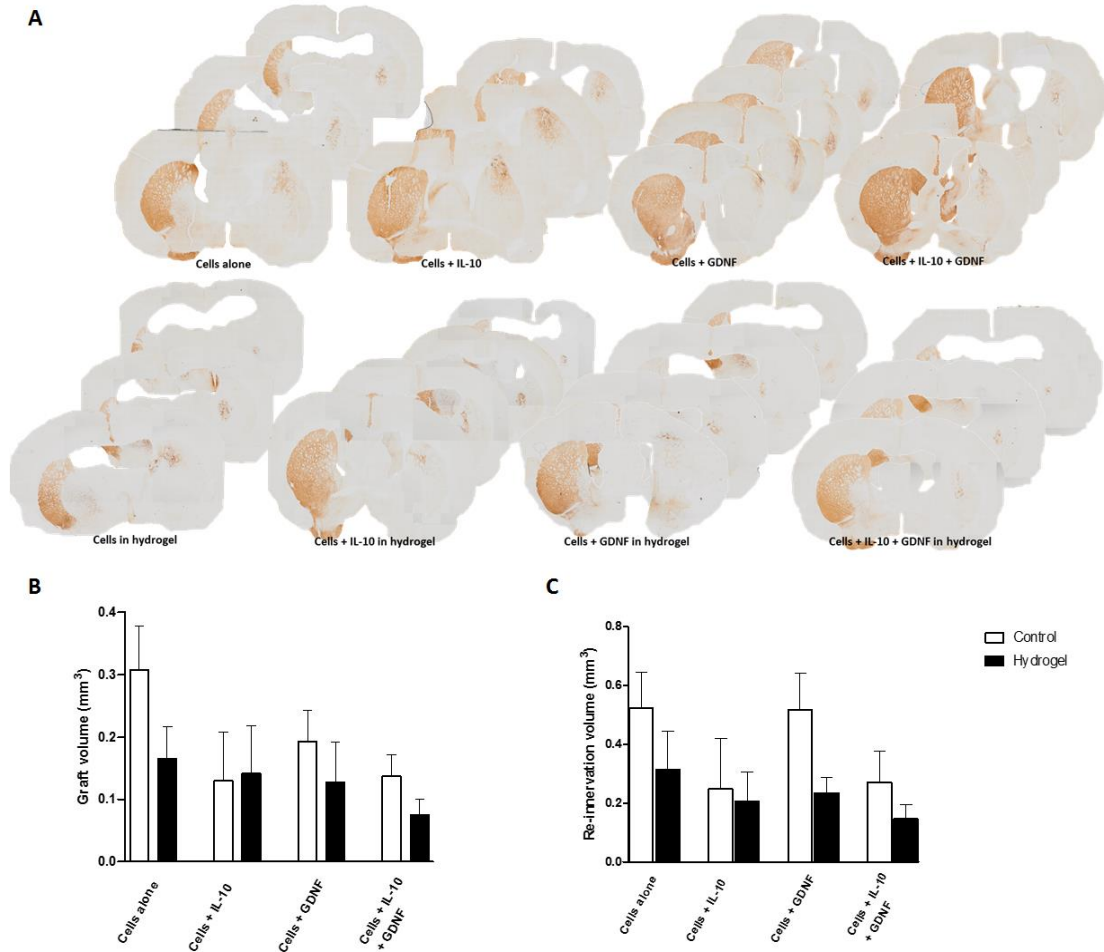 A
Cells alone
Cells + IL-10
Cells + GDNF
Cells + IL-10 + GDNF
Cells in hydrogel
Cells + IL-10 in hydrogel
Cells + GDNF in hydrogel
Cells + IL-10 + GDNF in hydrogel
B
Graft volume (mm³)
0.4
0.3
0.2
0.1
0.0
Cells alone
Cells + IL-10
Cells + GDNF
Cells + IL-10
+ GDNF
C
Re-innervation volume (mm³)
0.8
0.6
0.4
0.2
0.0
Cells alone
Cells + IL-10
Cells + GDNF
Cells + IL-10
+ GDNF
Control
Hydrogel